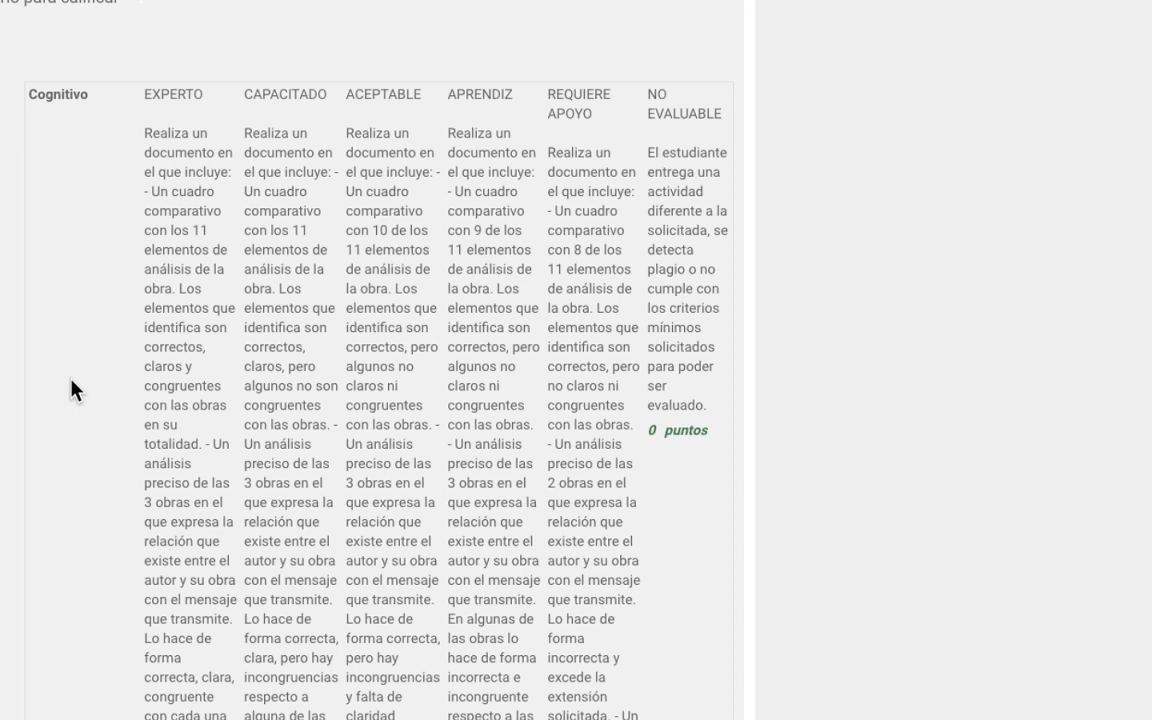 Cognitivo
EXPERTO
Realiza un
documento en
el que incluye:
- Un cuadro
comparativo
con los 11
elementos de
análisis de la
obra. Los
elementos que
identifica son
correctos,
claros y
congruentes
con las obras
en su
totalidad. - Un
análisis
preciso de las
3 obras en el
que expresa la
relación que
existe entre el
autor y su obra
con el mensaje
que transmite.
Lo hace de
forma
correcta, clara,
congruente
con cada una
CAPACITADO
Realiza un
documento en
el que incluye: -
Un cuadro
comparativo
con los 11
elementos de
análisis de la
obra. Los
elementos que
identifica son
correctos,
claros, pero
algunos no son
congruentes
con las obras. -
Un análisis
preciso de las
3 obras en el
que expresa la
relación que
existe entre el
autor y su obra
con el mensaje
que transmite.
Lo hace de
forma correcta,
clara, pero hay
incongruencias
respecto a
alguna de las
ACEPTABLE
Realiza un
documento en
el que incluye: -
Un cuadro
comparativo
con 10 de los
11 elementos
de análisis de
la obra. Los
elementos que
identifica son
correctos, pero
algunos no
claros ni
congruentes
con las obras. -
Un análisis
preciso de las
3 obras en el
que expresa la
relación que
existe entre el
autor y su obra
con el mensaje
que transmite.
Lo hace de
forma correcta,
pero hay
incongruencias
y falta de
claridad
APRENDIZ
Realiza un
documento en
el que incluye:
- Un cuadro
comparativo
con 9 de los
11 elementos
de análisis de
la obra. Los
elementos que
identifica son
correctos, pero
algunos no
claros ni
congruentes
con las obras.
- Un análisis
preciso de las
3 obras en el
que expresa la
relación que
existe entre el
autor y su obra
con el mensaje
que transmite.
En algunas de
las obras lo
hace de forma
incorrecta e
incongruente
respecto a las
REQUIERE
APOYO
Realiza un
documento en
el que incluye:
- Un cuadro
comparativo
con 8 de los
11 elementos
de análisis de
la obra. Los
elementos que
identifica son
correctos, pero
no claros ni
congruentes
con las obras.
- Un análisis
preciso de las
2 obras en el
que expresa la
relación que
existe entre el
autor y su obra
con el mensaje
que transmite.
Lo hace de
forma
incorrecta y
excede la
extensión
solicitada. - Un
NO
EVALUABLE
El estudiante
entrega una
actividad
diferente a la
solicitada, se
detecta
plagio o no
cumple con
los criterios
mínimos
solicitados
para poder
ser
evaluado.
0 puntos